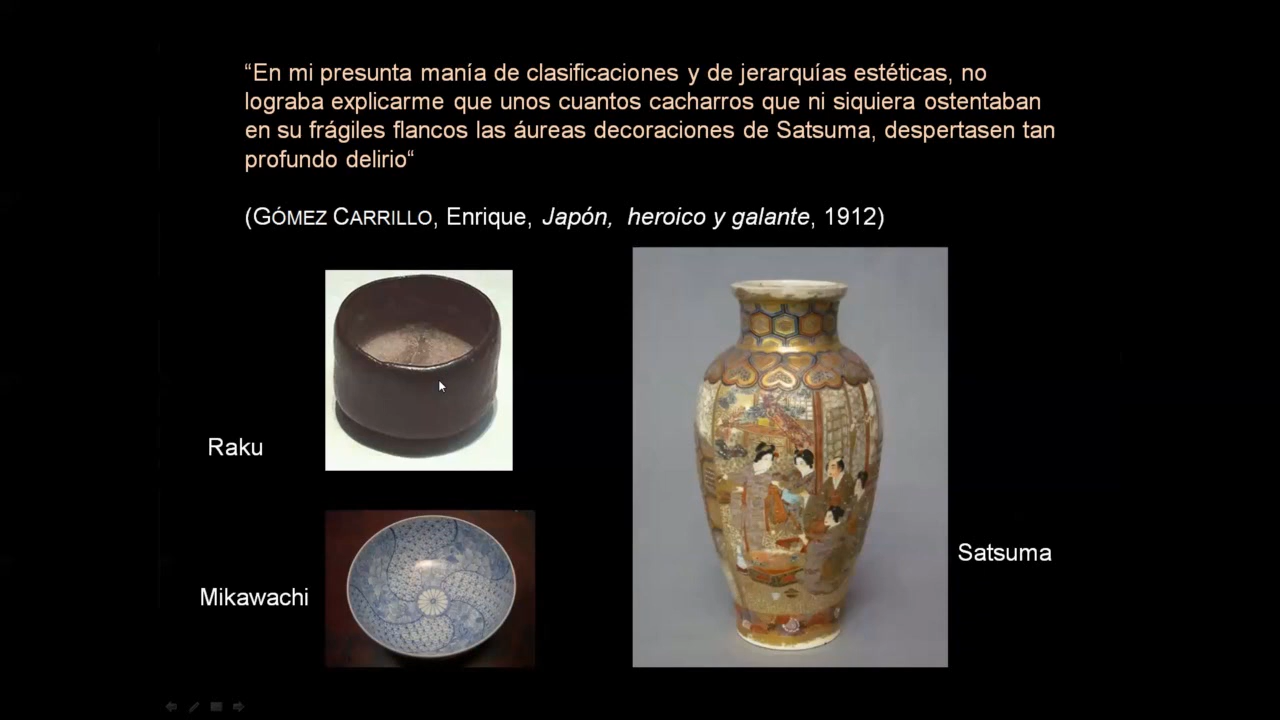 “En mi presunta manía de clasificaciones y de jerarquías estéticas, no
lograba explicarme que unos cuantos cacharros que ni siquiera ostentaban
en su frágiles flancos las áureas decoraciones de Satsuma, despertasen tan
profundo delirio“
(GÓMEZ CARRILLO, Enrique, Japón,  heroico y galante, 1912)
Raku
Mikawachi
Satsuma